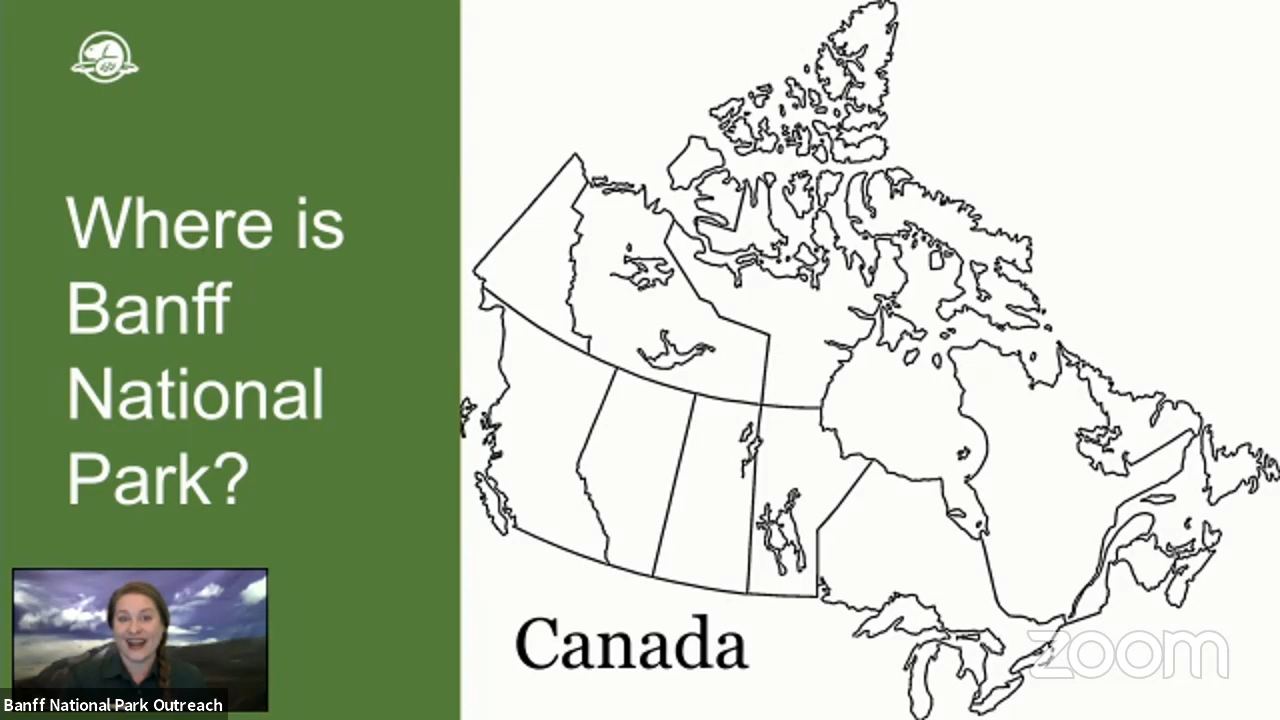 Where is
Banff
National
Park?
Canada
zoom
Banff National Park Outreach